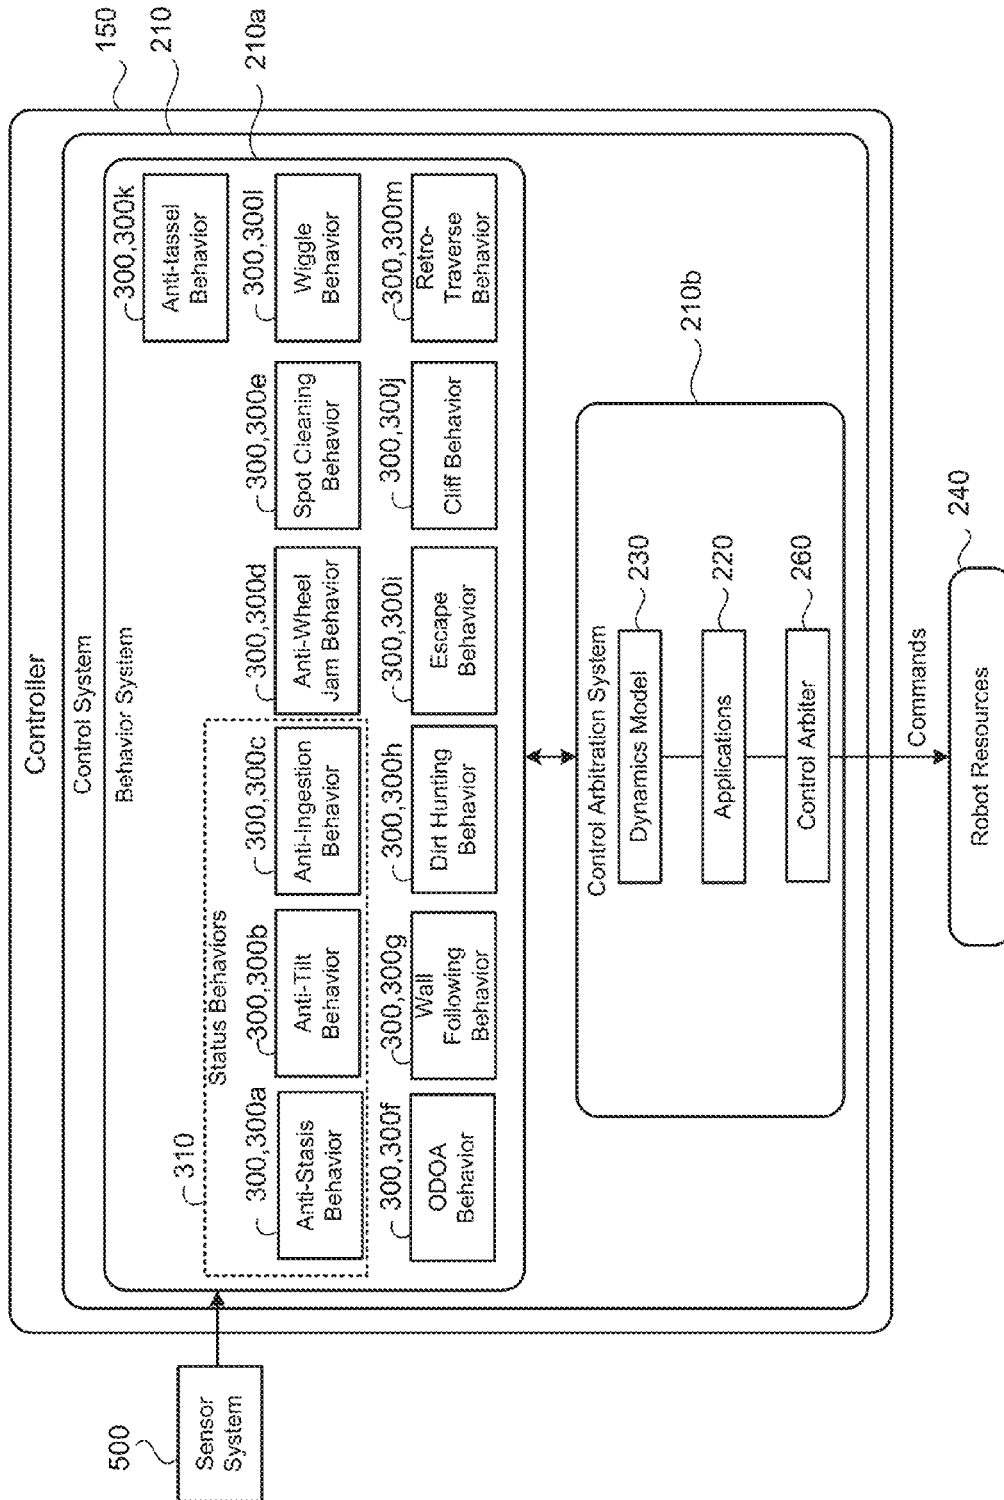 Controller
150
Control System
210
Behavior System
210a
300,300k
Anti-tassel
Behavior
310
Status Behaviors
300,300a
Anti-Stasis
Behavior
300,300b
Anti-Tilt
Behavior
300,300c
Anti-Ingestion
Behavior
300,300d
Anti-Wheel
Jam Behavior
300,300e
Spot Cleaning
Behavior
300,300l
Wiggle
Behavior
300,300f
ODOA
Behavior
300,300g
Wall
Following
Behavior
300,300h
Dirt Hunting
Behavior
300,300i
Escape
Behavior
300,300j
Cliff Behavior
300,300m
Retro-
Traverse
Behavior
500
Sensor
System
Control Arbitration System
210b
Dynamics Model
230
Applications
220
Control Arbiter
260
Commands
Robot Resources
240